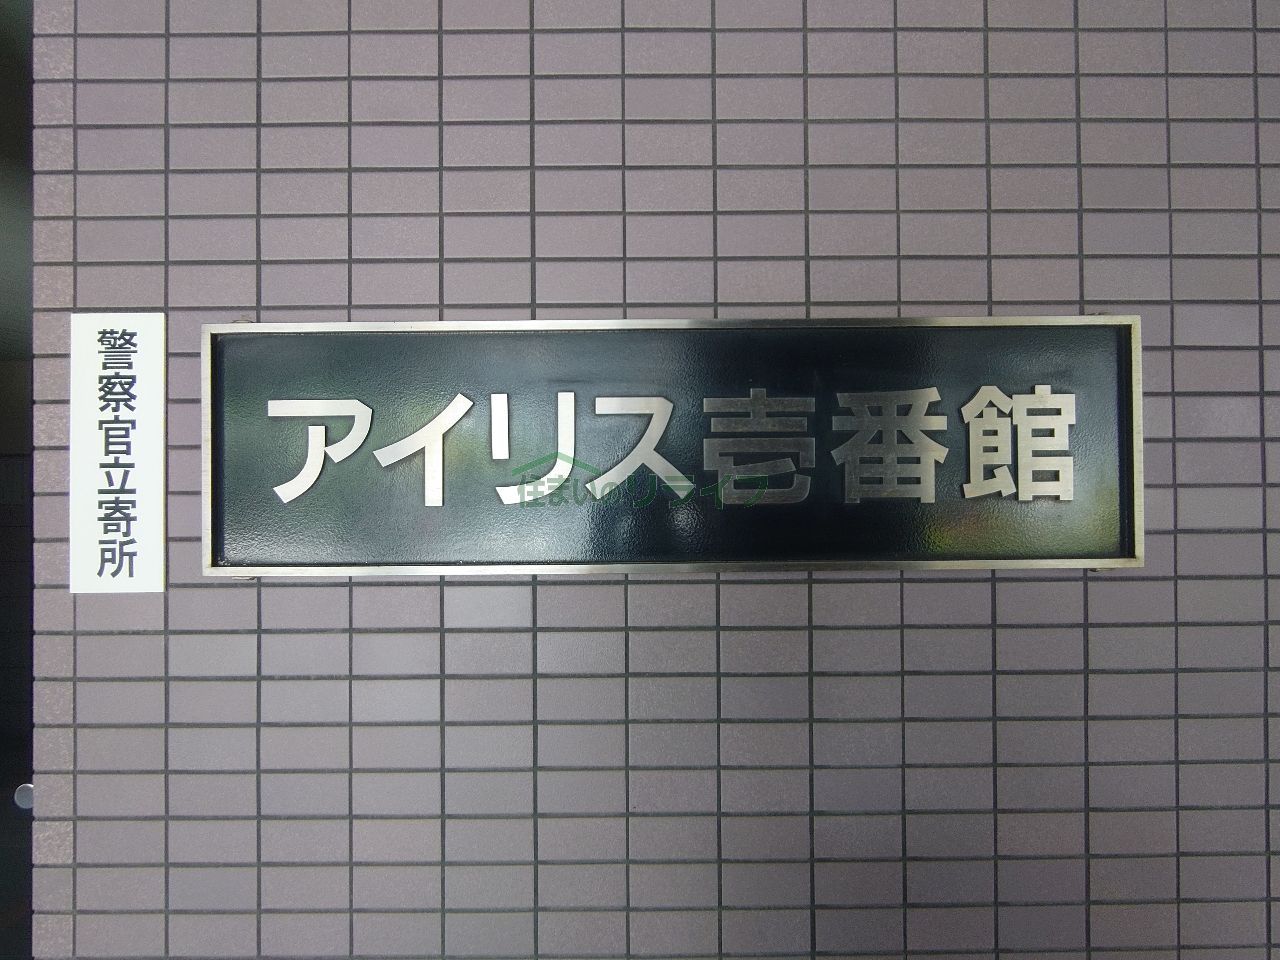 警察官立寄所
アイリス壱番館
住まいのリライフ